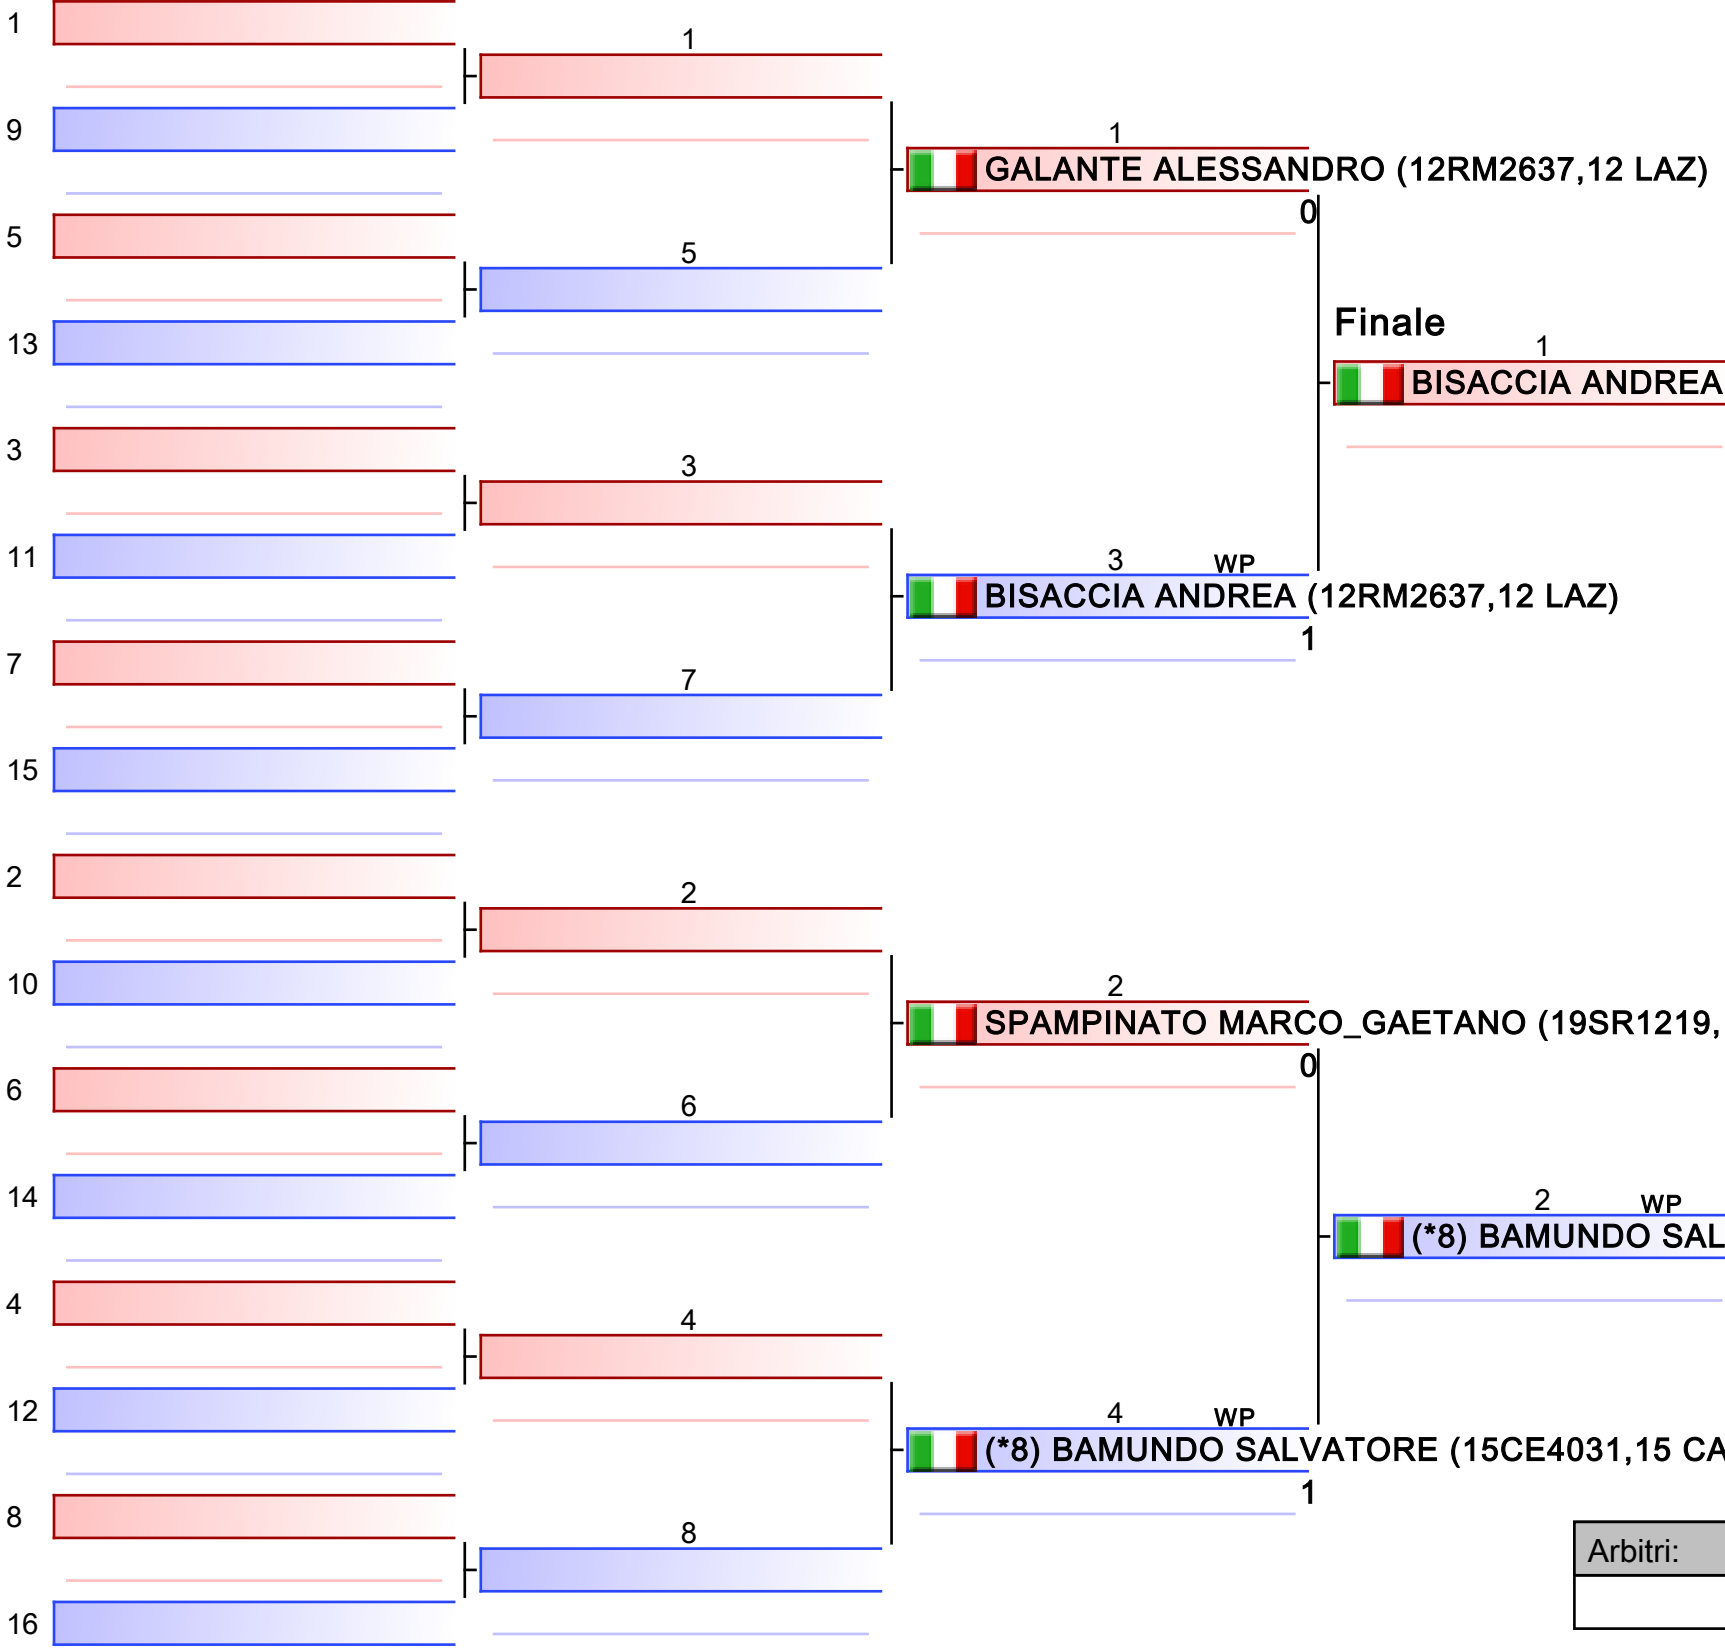 1
9
5
13
3
11
7
15
2
10
6
14
4
12
8
16
1
5
3
7
2
6
4
8
1
GALANTE ALESSANDRO (12RM2637,12 LAZ)
0
3 WP
BISACCIA ANDREA (12RM2637,12 LAZ)
1
2
SPAMPINATO MARCO_GAETANO (19SR1219,
0
4 WP
(*8) BAMUNDO SALVATORE (15CE4031,15 CA
1
Finale
1
BISACCIA ANDREA
2 WP
(*8) BAMUNDO SAL
Arbitri: